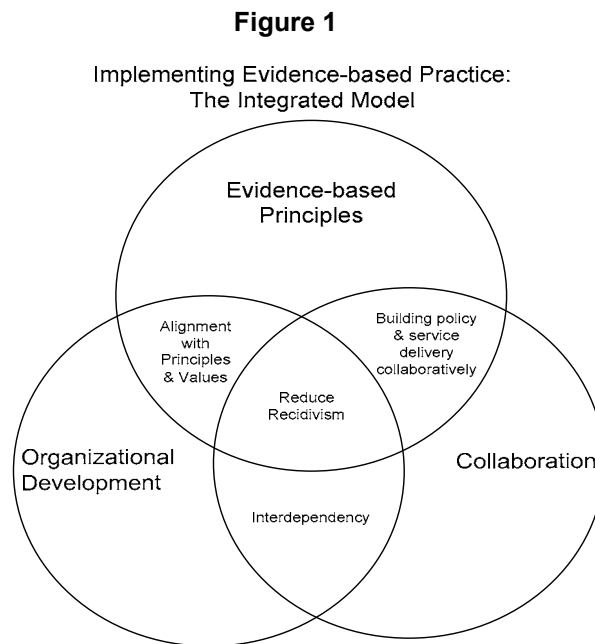 Figure 1
Implementing Evidence-based Practice:
The Integrated Model
Evidence-based
Principles
Alignment
with
Principles
& Values
Building policy
& service
delivery
collaboratively
Reduce
Recidivism
Organizational
Development
Collaboration
Interdependency